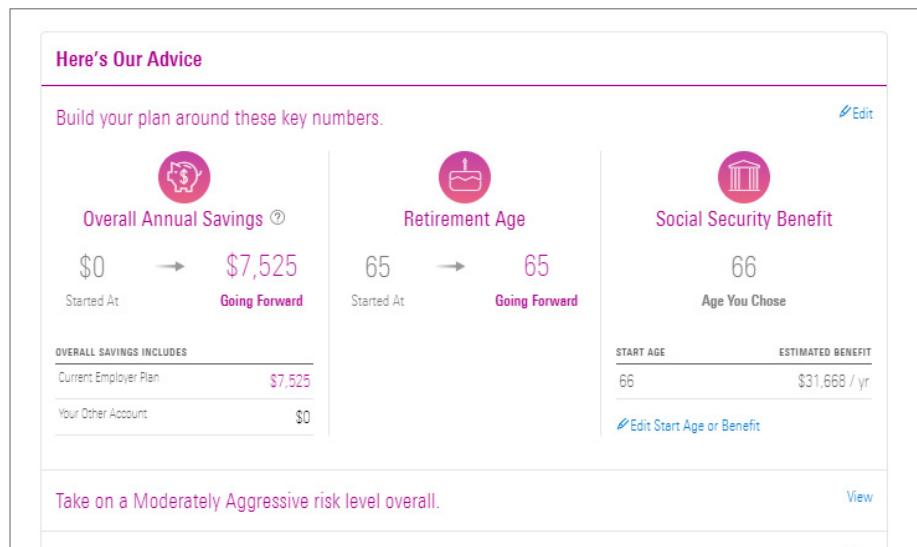 Here's Our Advice
Build your plan around these key numbers.
Edit
Overall Annual Savings ?
$0
$7,525
Started At
Going Forward
OVERALL SAVINGS INCLUDES
Current Employer Plan
$7,525
Your Other Account
$0
Retirement Age
65
65
Started At
Going Forward
Social Security Benefit
66
Age You Chose
START AGE
ESTIMATED BENEFIT
66
$31,668 / yr
Edit Start Age or Benefit
Take on a Moderately Aggressive risk level overall.
View